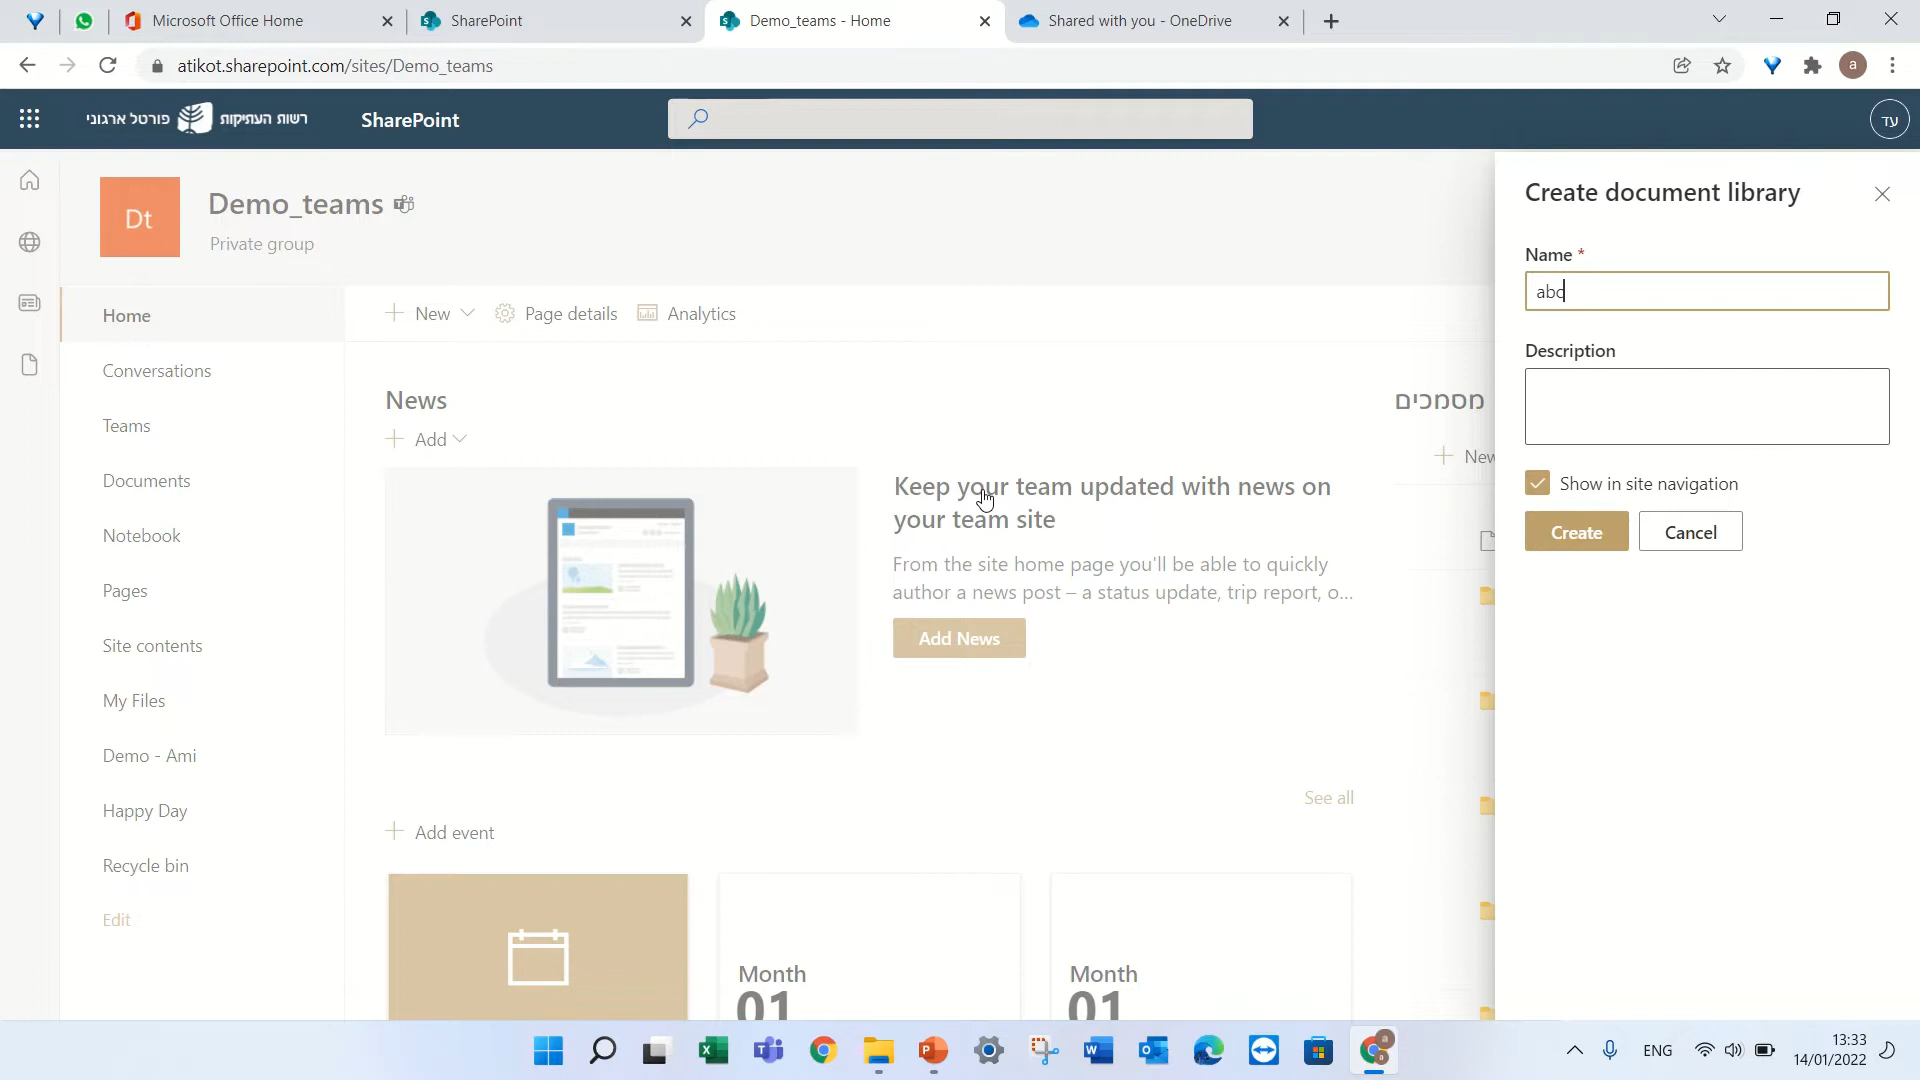 Microsoft Office Home
SharePoint
Demo_teams - Home
Shared with you - OneDrive
atikot.sharepoint.com/sites/Demo_teams
a
פורטל ארגוני
רשות העתיקות
SharePoint
עד
Dt
Demo_teams
Private group
Home
Conversations
Teams
Documents
Notebook
Pages
Site contents
My Files
Demo - Ami
Happy Day
Recycle bin
Edit
New
Page details
Analytics
News
Add
Keep your team updated with news on
your team site
From the site home page you'll be able to quickly
author a news post – a status update, trip report, o...
Add News
See all
Add event
Month
01
Month
01
מסמכים
New
Create document library
Name *
abc
Description
Show in site navigation
Create
Cancel
ENG
13:33
14/01/2022